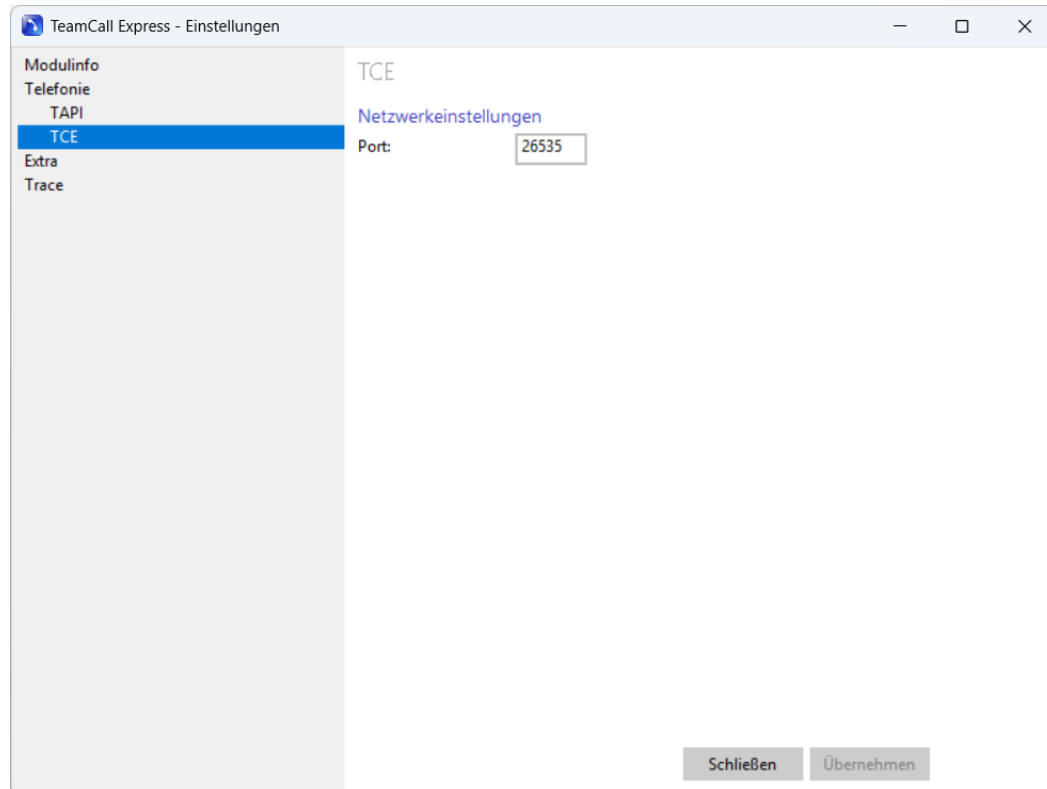 TeamCall Express - Einstellungen
Modulinfo
Telefonie
TAPI
TCE
Extra
Trace
TCE
Netzwerkeinstellungen
Port: 26535
Schließen Übernehmen